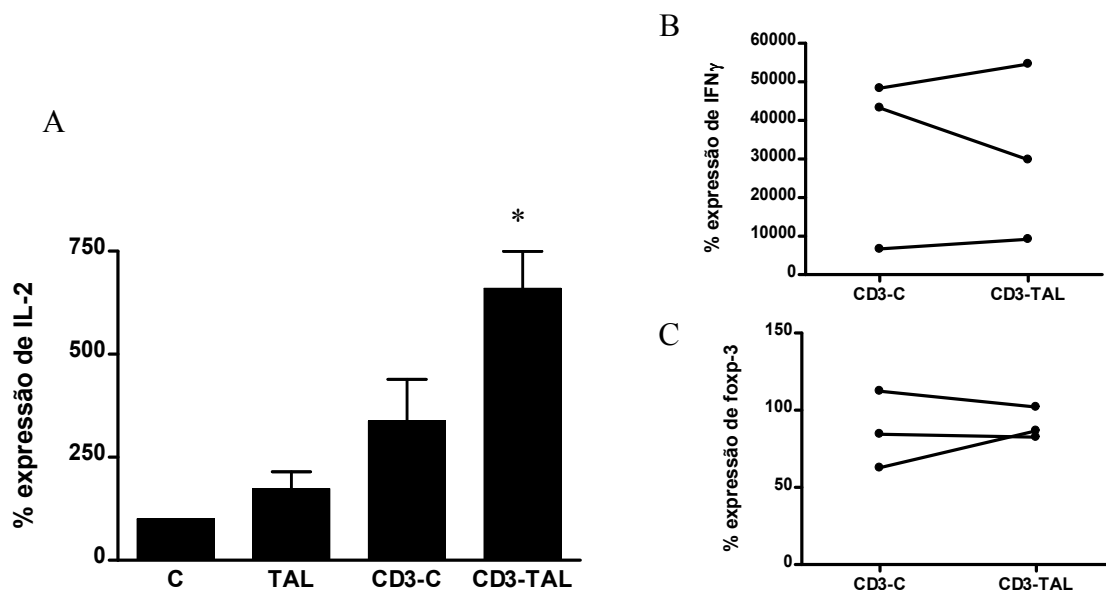 A
% expressão de IL-2
750
500
250
0
*
C
TAL
CD3-C
CD3-TAL
B
% expressão de IFNγ
60000
50000
40000
30000
20000
10000
0
CD3-C
CD3-TAL
C
% expressão de foxp-3
150
100
50
0
CD3-C
CD3-TAL